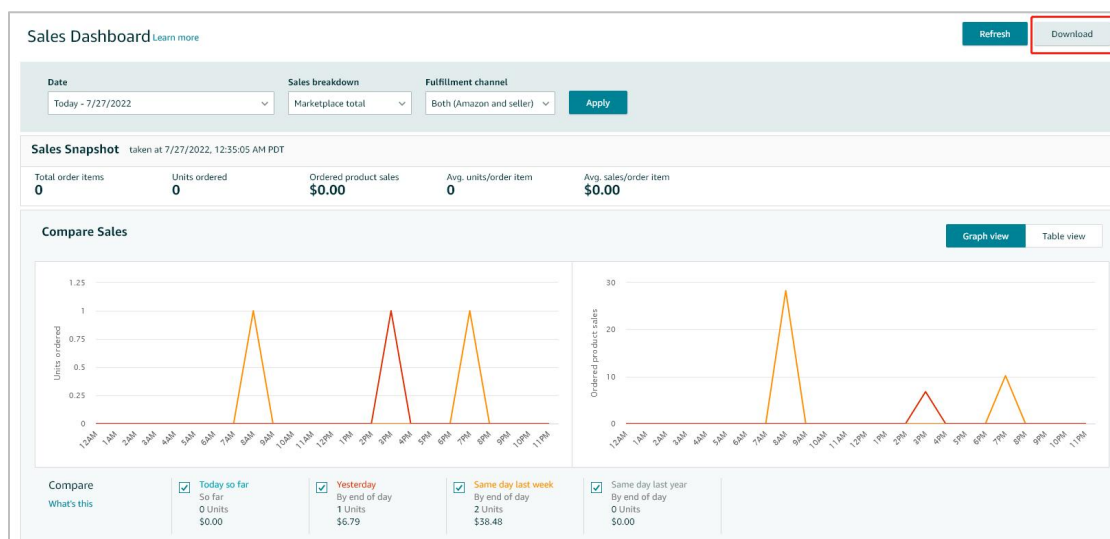 Sales Dashboard Learn more
Refresh
Download
Date
Sales breakdown
Fulfillment channel
Today - 7/27/2022
Marketplace total
Both (Amazon and seller)
Apply
Sales Snapshot taken at 7/27/2022, 12:35:05 AM PDT
Total order items
Units ordered
Ordered product sales
Avg. units/order item
Avg. sales/order item
0
0
$0.00
0
$0.00
Compare Sales
Graph view
Table view
Units ordered
1.25
1
0.75
0.5
0.25
0
12AM 1AM 2AM 3AM 4AM 5AM 6AM 7AM 8AM 9AM 10AM 11AM 12PM 1PM 2PM 3PM 4PM 5PM 6PM 7PM 8PM 9PM 10PM 11PM
Ordered product sales
30
20
10
0
12AM 1AM 2AM 3AM 4AM 5AM 6AM 7AM 8AM 9AM 10AM 11AM 12PM 1PM 2PM 3PM 4PM 5PM 6PM 7PM 8PM 9PM 10PM 11PM
Compare
What's this
Today so far
So far
0 Units
$0.00
Yesterday
By end of day
1 Units
$6.79
Same day last week
By end of day
2 Units
$38.48
Same day last year
By end of day
0 Units
$0.00